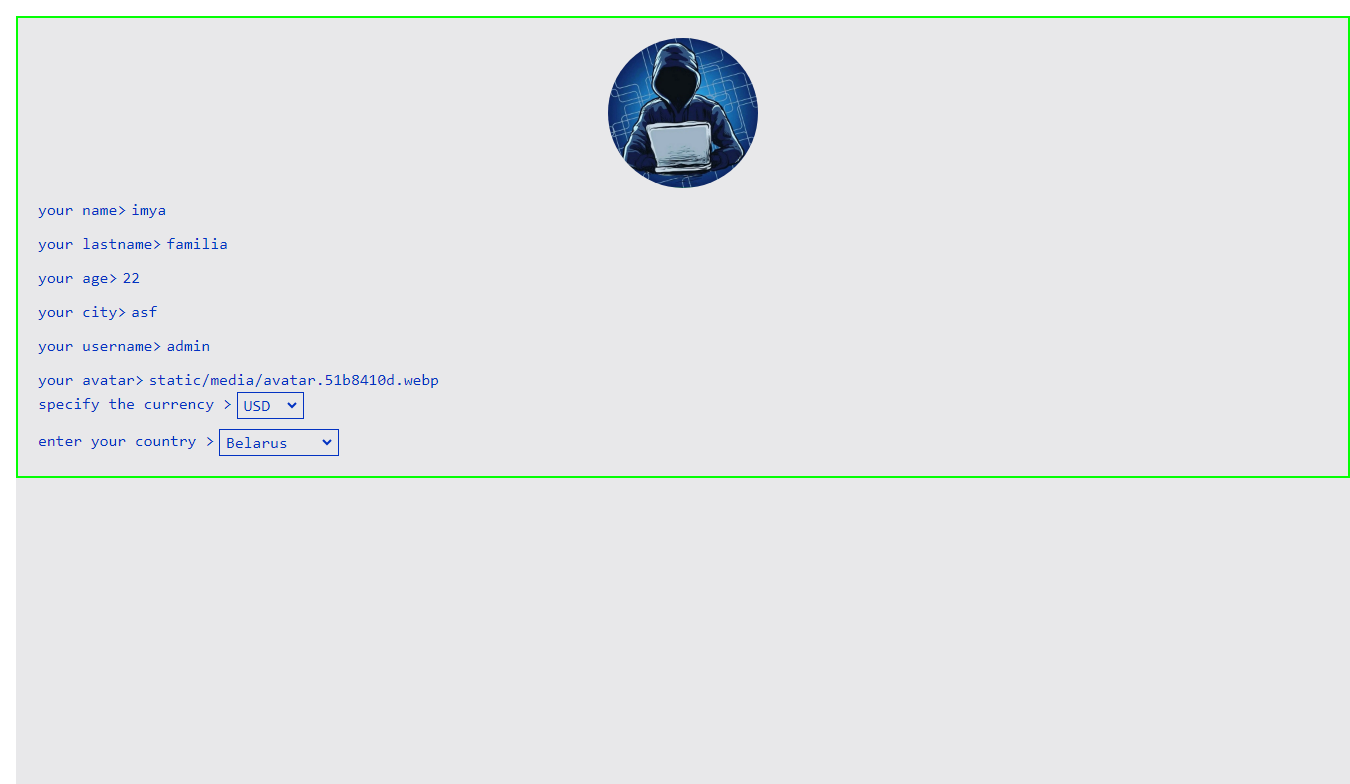 your name> imya
your lastname> familia
your age> 22
your city> asf
your username> admin
your avatar> static/media/avatar.51b8410d.webp
specify the currency > USD
enter your country > Belarus